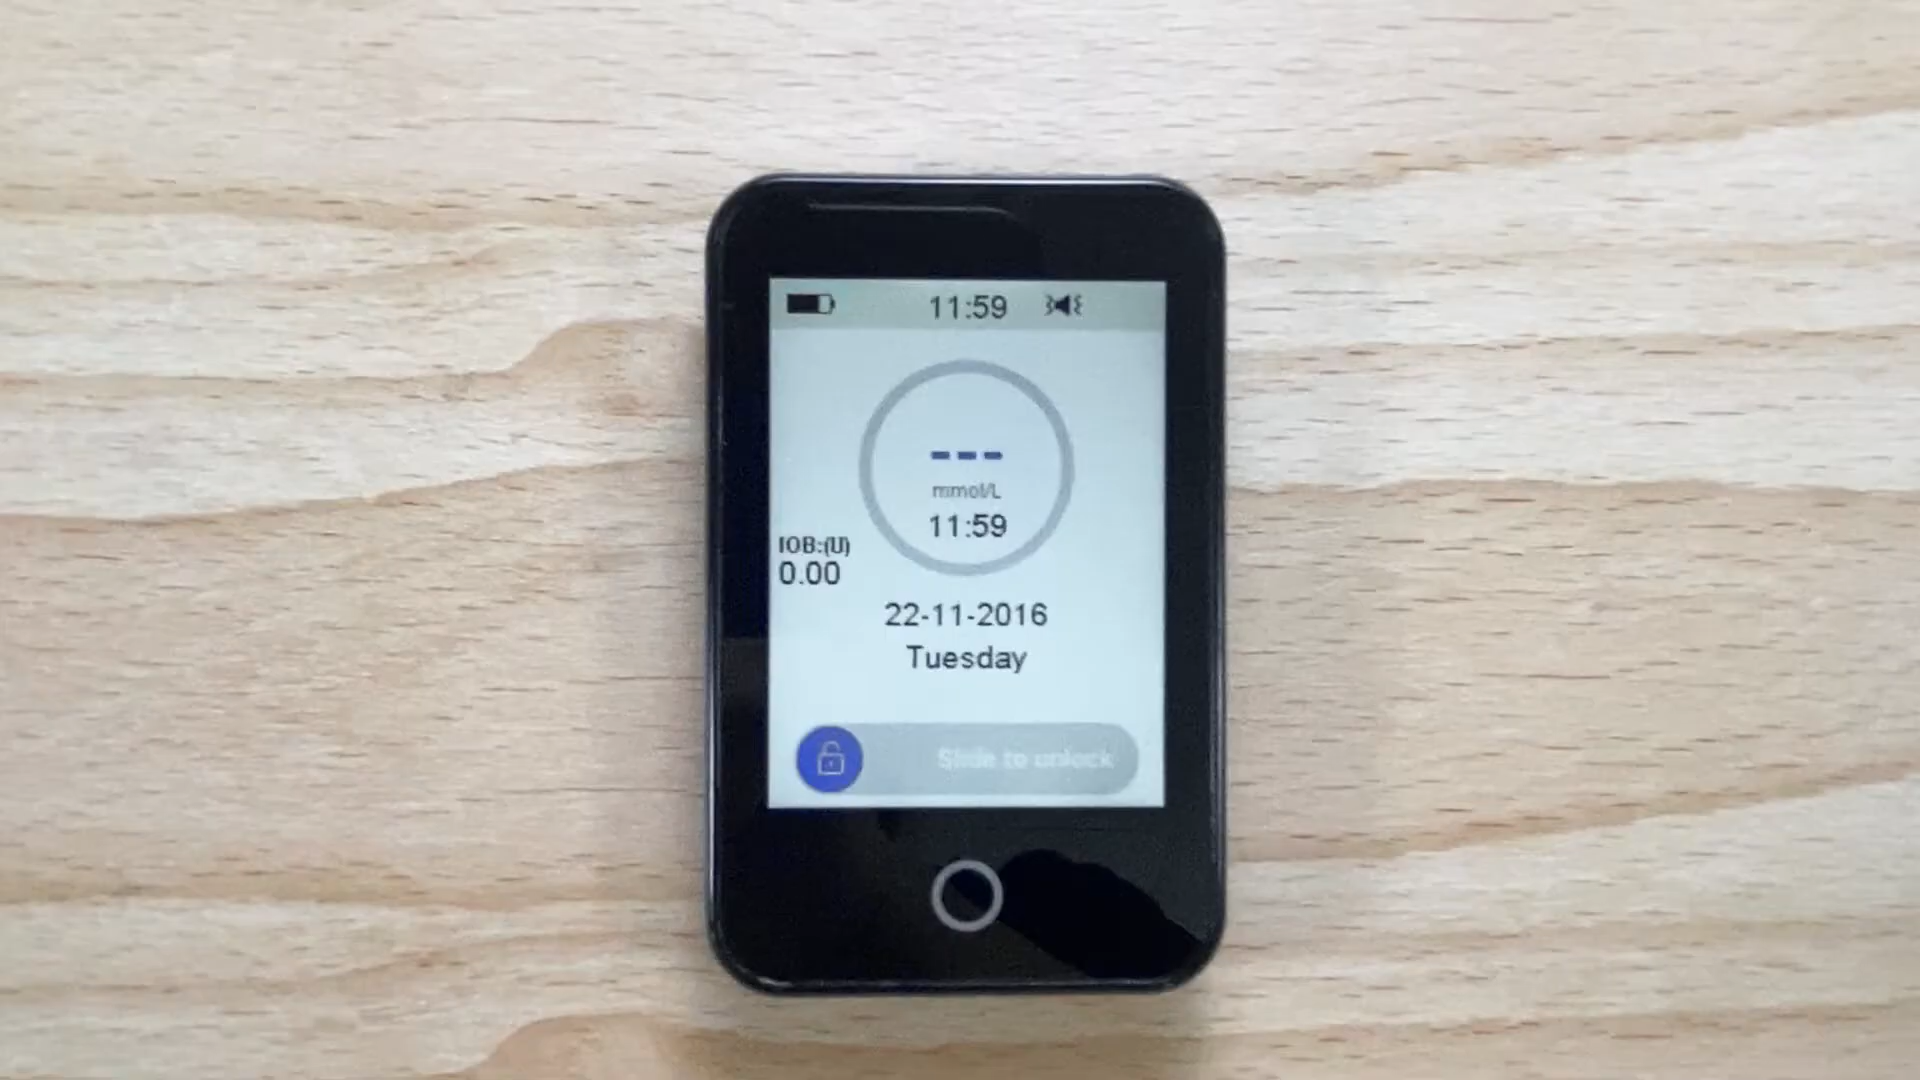 11:59
---
mmol/L
11:59
IOB:(U)
0.00
22-11-2016
Tuesday
Slide to unlock